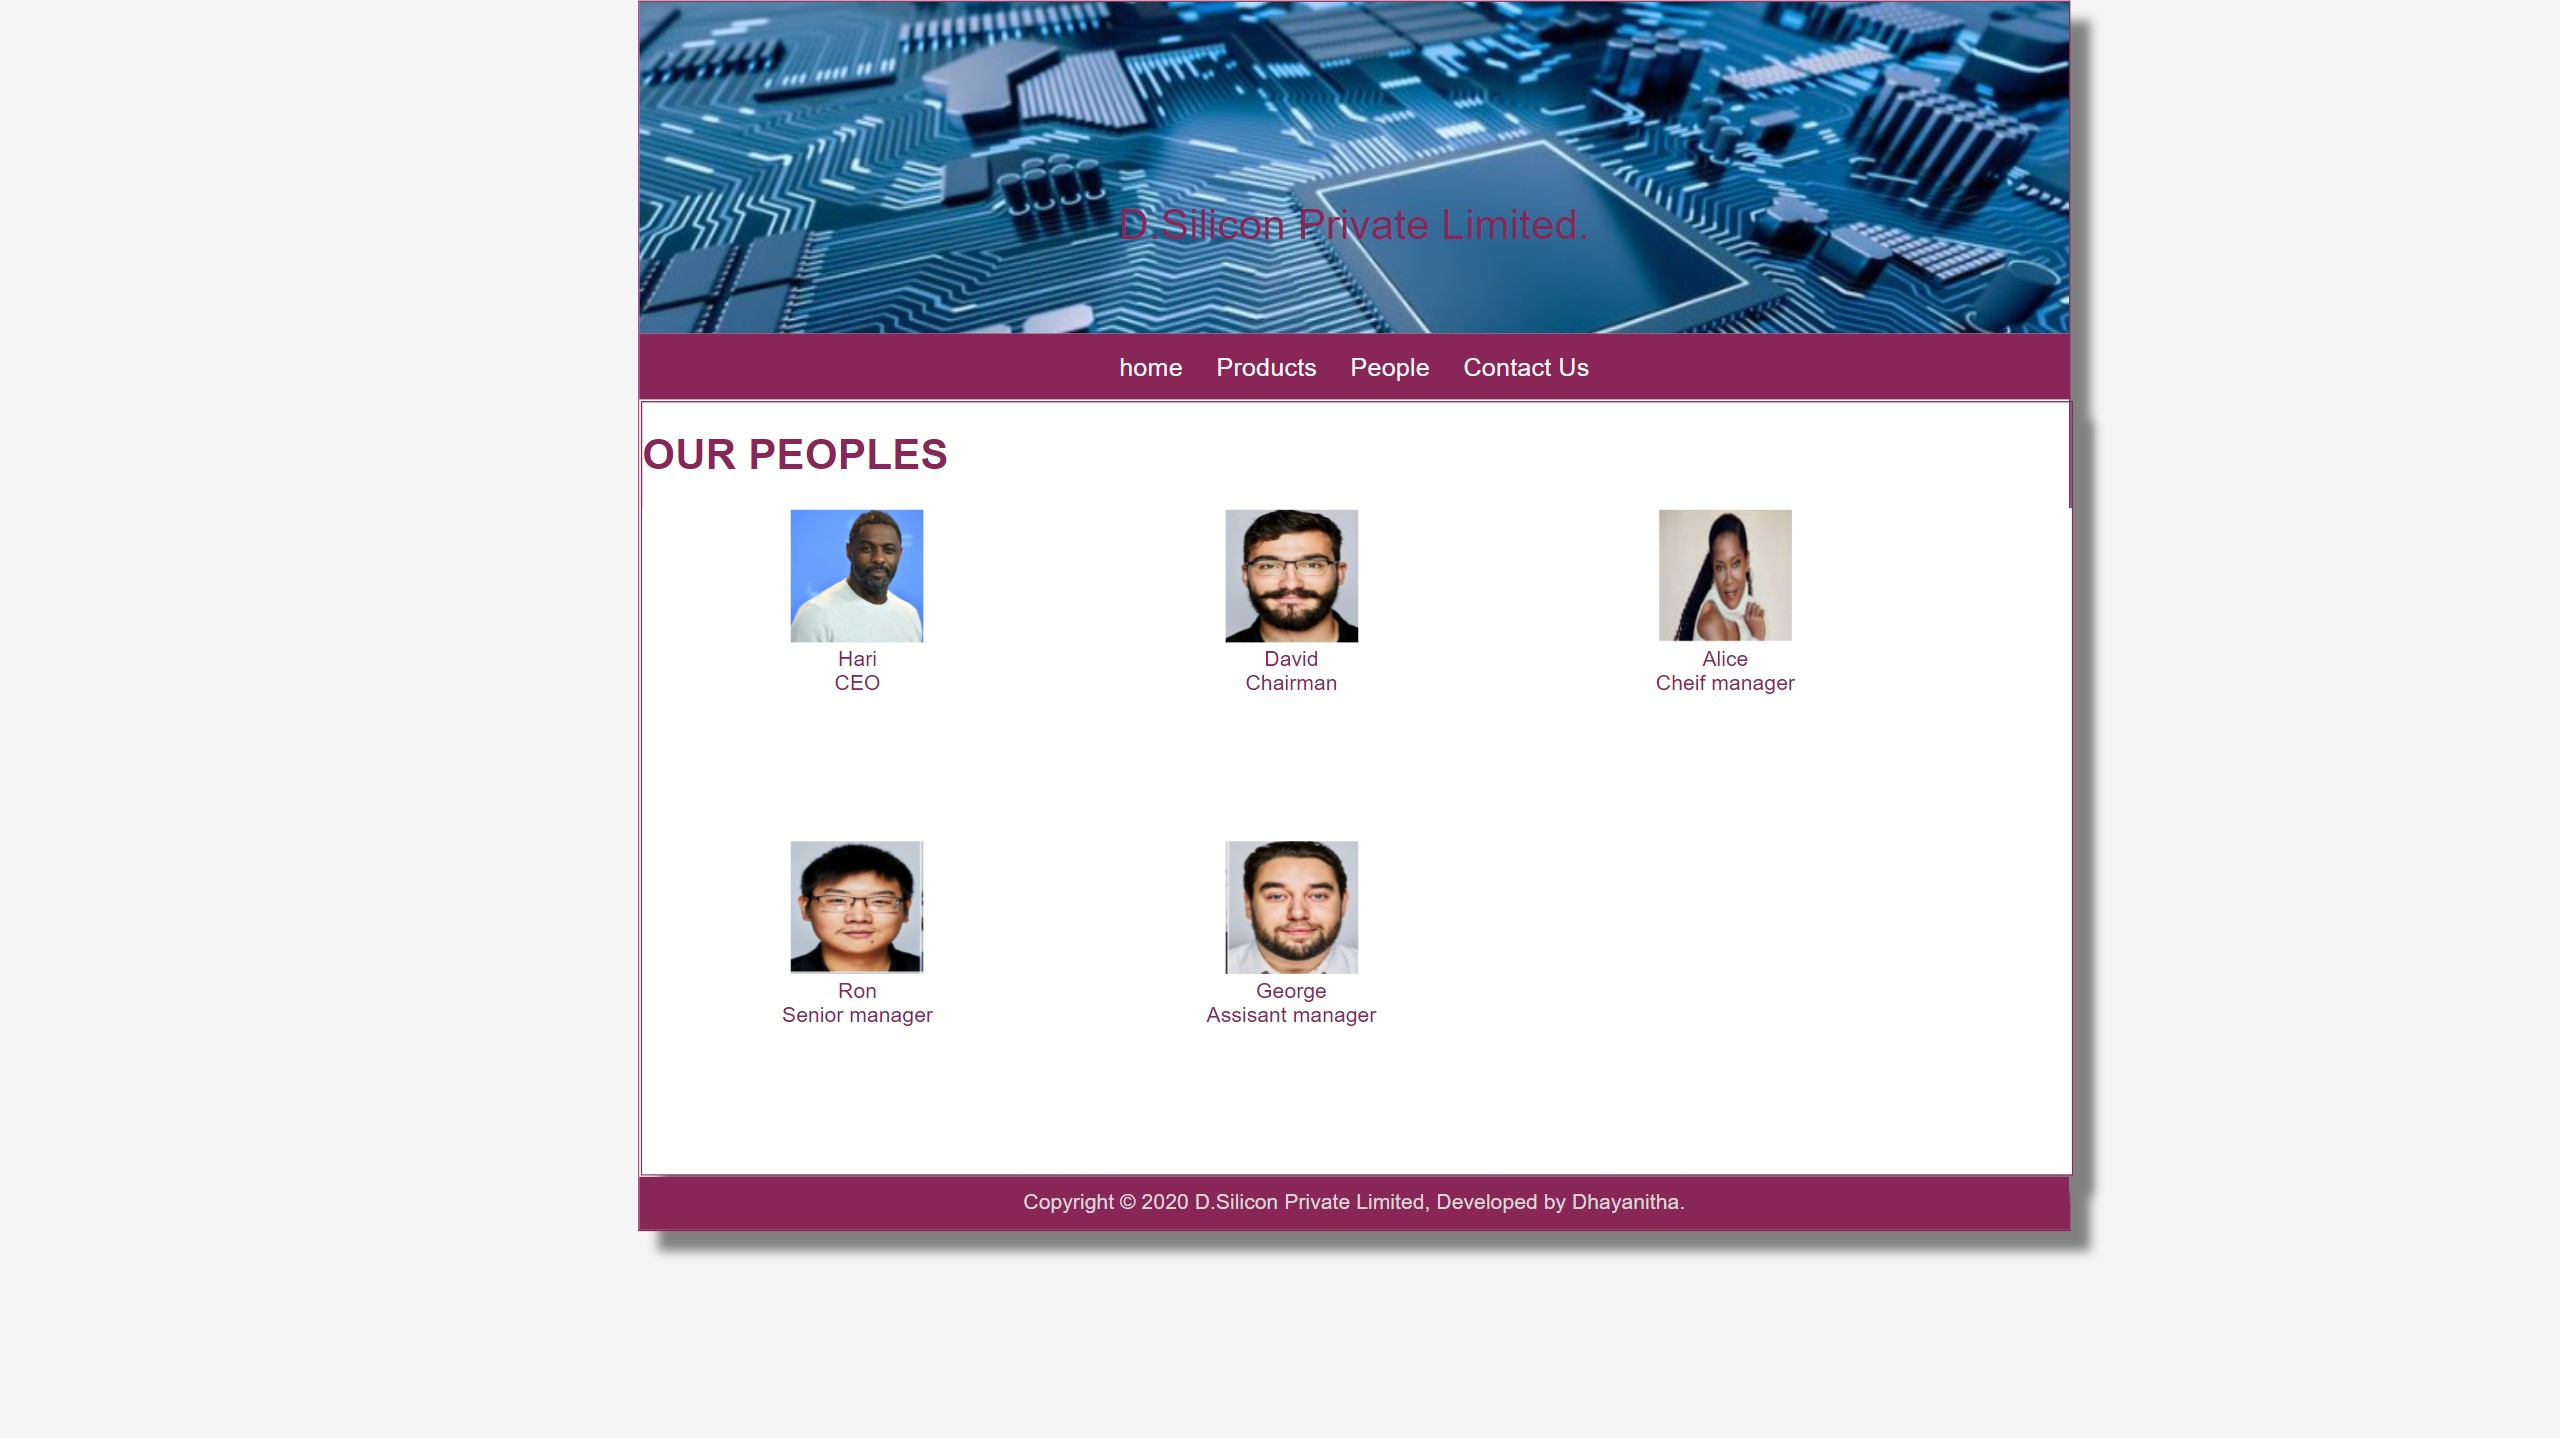 D.Silicon Private Limited.
home Products People Contact Us
OUR PEOPLES
Hari
CEO
David
Chairman
Alice
Cheif manager
Ron
Senior manager
George
Assisant manager
Copyright © 2020 D.Silicon Private Limited, Developed by Dhayanitha.